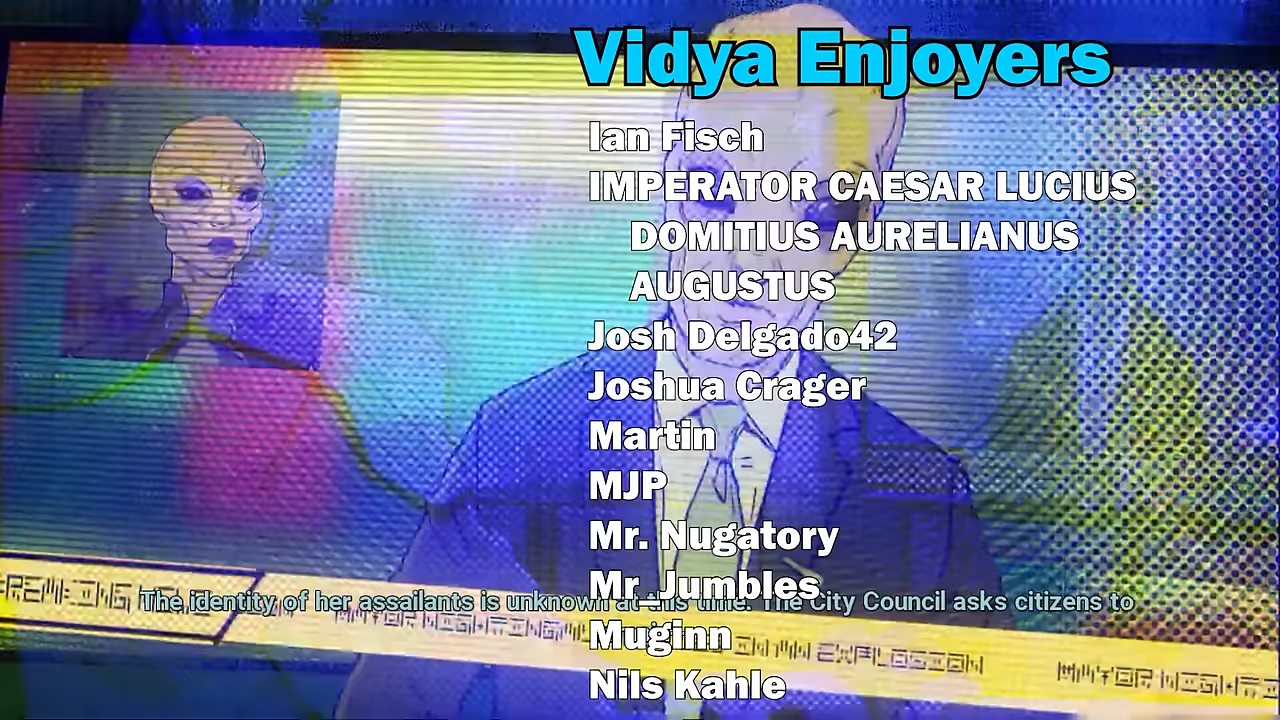 Vidya Enjoyers
Ian Fisch
IMPERATOR CAESAR LUCIUS
DOMITIUS AURELIANUS
AUGUSTUS
Josh Delgado42
Joshua Crager
Martin
MJP
Mr. Nugatory
Mr Jumbles
The identity of her assailants is unknown at this time. The City Council asks citizens to
Muginn
Nils Kahle